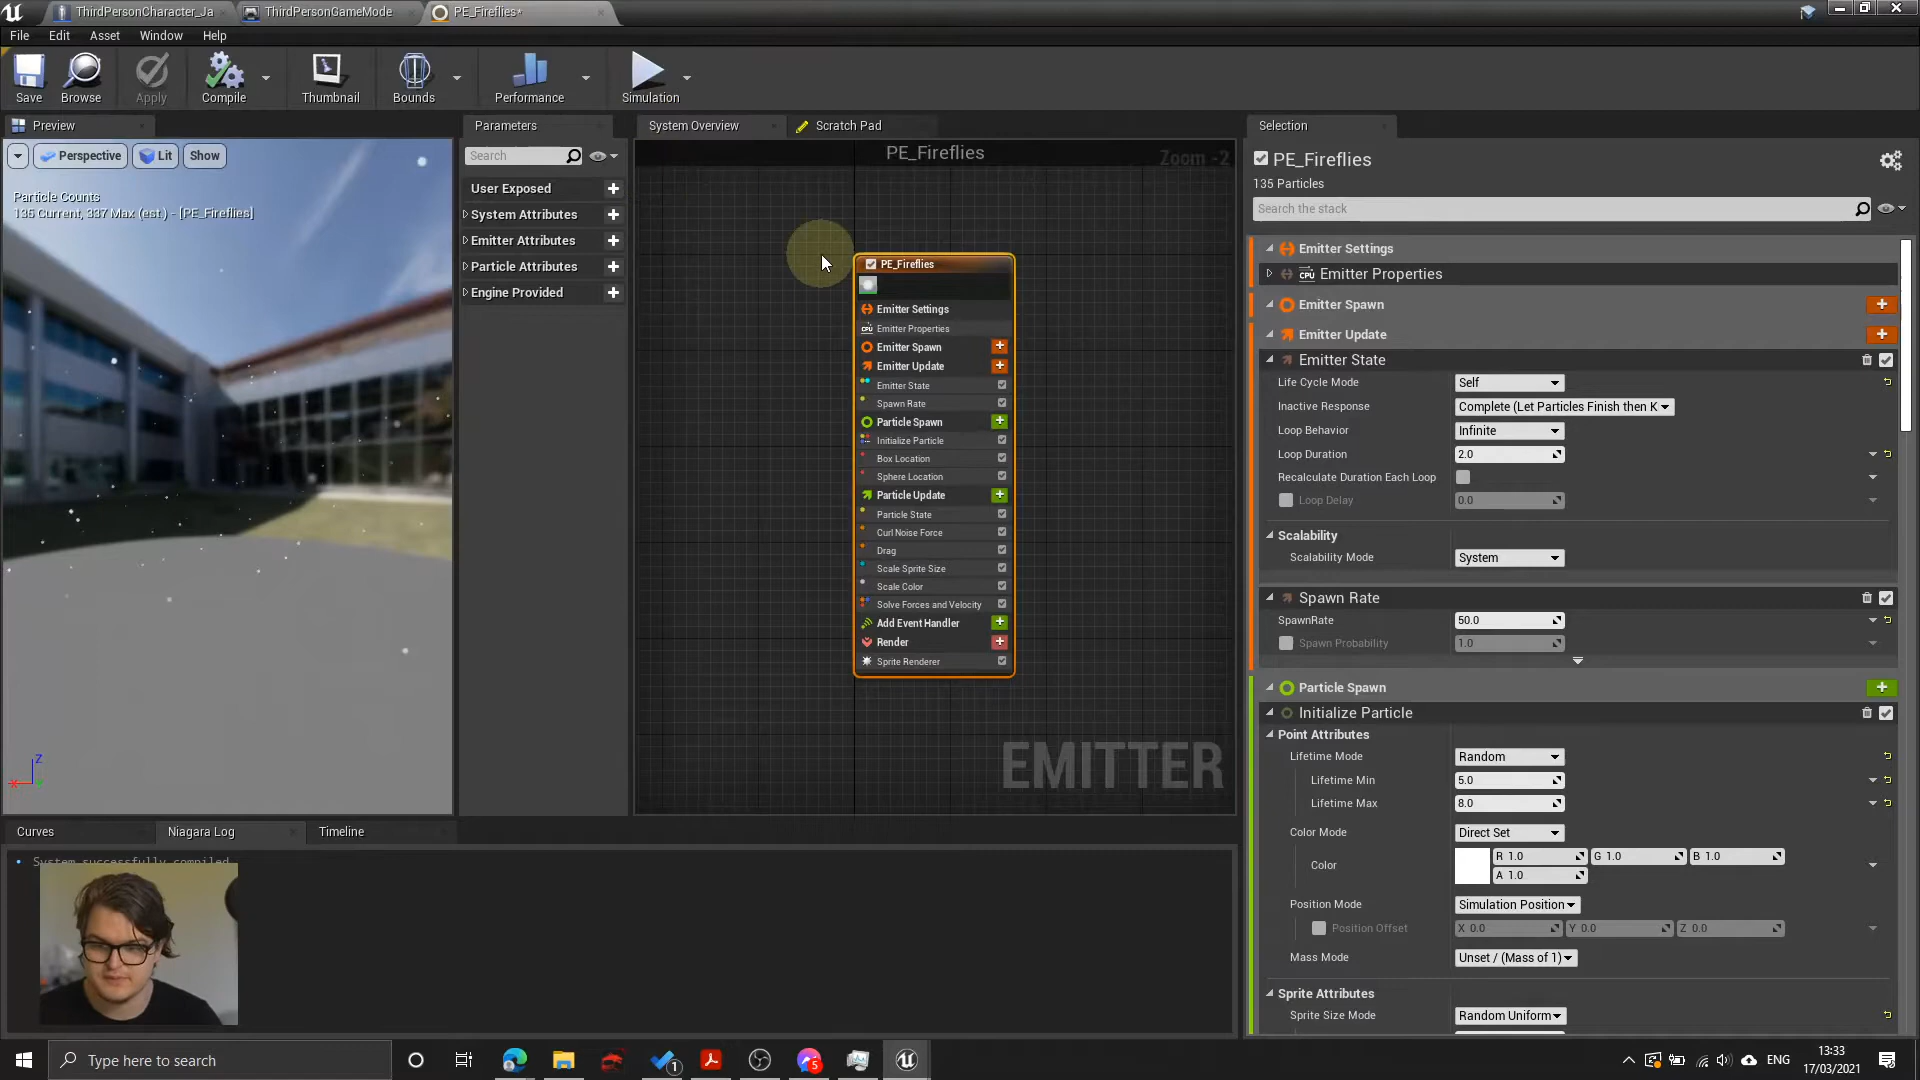 ThirdPersonCharacter_Ja
ThirdPersonGameMode
PE_Fireflies*
File
Edit
Asset
Window
Help
Save
Browse
Apply
Compile
Thumbnail
Bounds
Performance
Simulation
Preview
Perspective
Lit
Show
Particle Counts
135 Current, 337 Max (est.) - [PE_Fireflies]
Z
X
Parameters
Search
User Exposed
System Attributes
Emitter Attributes
Particle Attributes
Engine Provided
System Overview
Scratch Pad
PE_Fireflies
Zoom -2
PE_Fireflies
Emitter Settings
CPU Emitter Properties
Emitter Spawn
Emitter Update
Emitter State
Spawn Rate
Particle Spawn
Initialize Particle
Box Location
Sphere Location
Particle Update
Particle State
Curl Noise Force
Drag
Scale Sprite Size
Scale Color
Solve Forces and Velocity
Add Event Handler
Render
Sprite Renderer
EMITTER
Selection
PE_Fireflies
135 Particles
Search the stack
Emitter Settings
CPU Emitter Properties
Emitter Spawn
Emitter Update
Emitter State
Life Cycle Mode Self
Inactive Response Complete (Let Particles Finish then K
Loop Behavior Infinite
Loop Duration 2.0
Recalculate Duration Each Loop
Loop Delay 0.0
Scalability
Scalability Mode System
Spawn Rate
SpawnRate 50.0
Spawn Probability 1.0
Particle Spawn
Initialize Particle
Point Attributes
Lifetime Mode Random
Lifetime Min 5.0
Lifetime Max 8.0
Color Mode Direct Set
Color R 1.0 G 1.0 B 1.0
A 1.0
Position Mode Simulation Position
Position Offset X 0.0 Y 0.0 Z 0.0
Mass Mode Unset / (Mass of 1)
Sprite Attributes
Sprite Size Mode Random Uniform
Curves
Niagara Log
Timeline
System successfully compiled.
Type here to search
1
5
ENG
13:33
17/03/2021